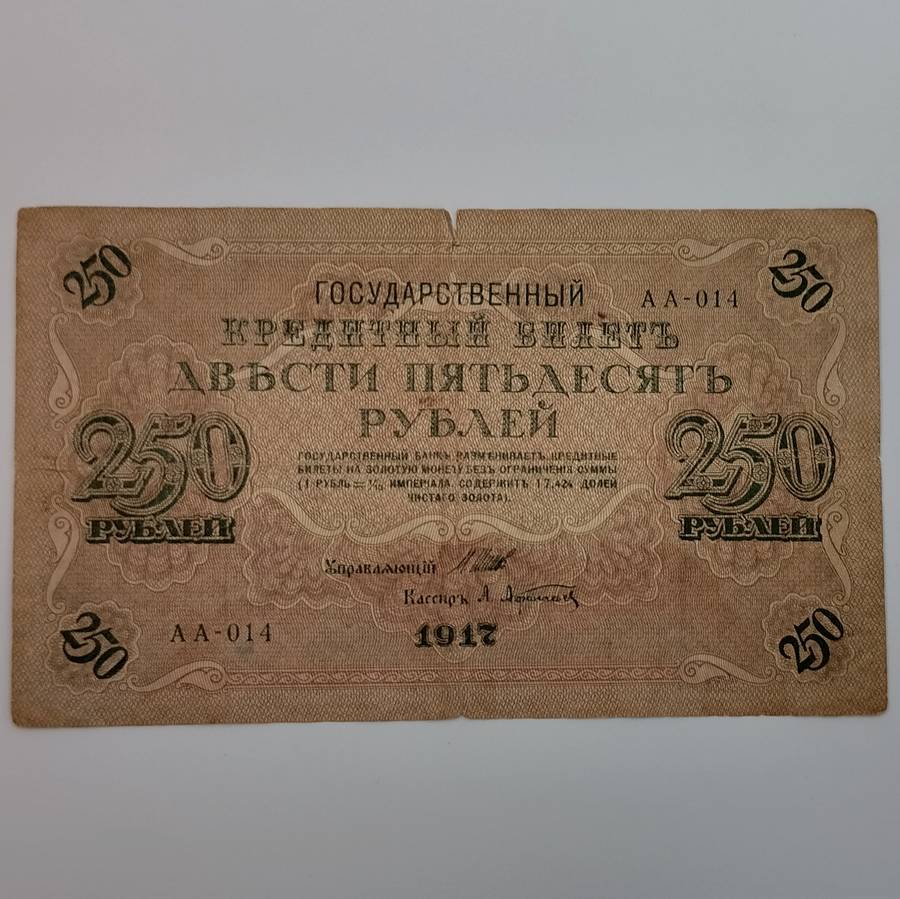 250
250
ГОСУДАРСТВЕННЫЙ
АА-014
КРЕДИТНЫЙ БИЛЕТЪ
ДВѢСТИ ПЯТЬДЕСЯТЪ
РУБЛЕЙ
250
РУБЛЕЙ
250
РУБЛЕЙ
ГОСУДАРСТВЕННЫЙ БАНКЪ РАЗМѢНИВАЕТЪ КРЕДИТНЫЕ
БИЛЕТЫ НА ЗОЛОТУЮ МОНЕТУ БЕЗЪ ОГРАНИЧЕНІЯ СУММЫ
(1 РУБЛЬ = 1/15 ИМПЕРІАЛА, СОДЕРЖИТЪ 17,424 ДОЛЕЙ
ЧИСТАГО ЗОЛОТА).
Управляющій
Кассиръ
АА-014
1917
250
250